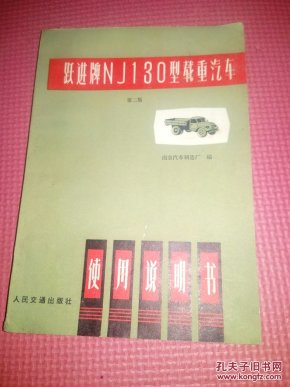 跃进牌NJ130型载重汽车
第二版
南京汽车制造厂 编
使用说明书
人民交通出版社
孔夫子旧书网